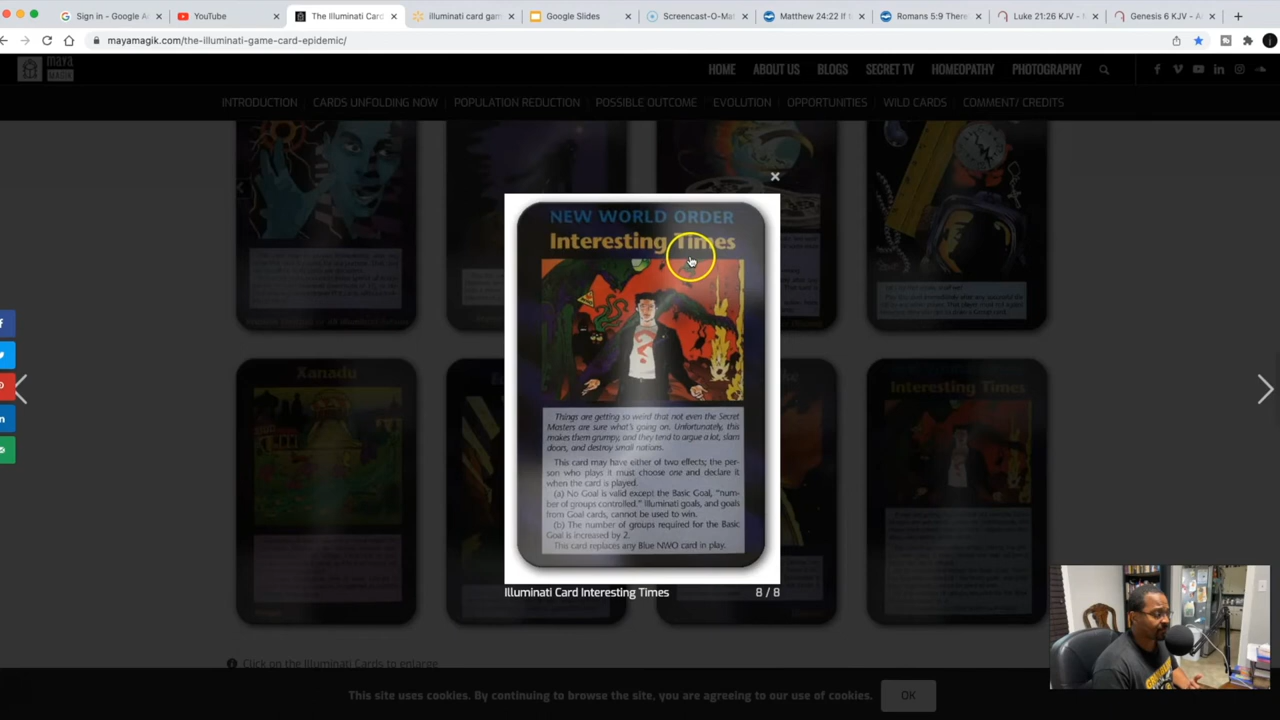 Sign in - Google A
YouTube
The Illuminati Card
illuminati card gam
Google Slides
Screencast-O-Mat
Matthew 24:22 If t
Romans 5:9 There
Luke 21:26 KJV -
Genesis 6 KJV - A
mayamagik.com/the-illuminati-game-card-epidemic/
maya
MAGIK
HOME
ABOUT US
BLOGS
SECRET TV
HOMEOPATHY
PHOTOGRAPHY
INTRODUCTION
CARDS UNFOLDING NOW
POPULATION REDUCTION
POSSIBLE OUTCOME
EVOLUTION
OPPORTUNITIES
WILD CARDS
COMMENT/ CREDITS
NEW WORLD ORDER
Interesting Times
Things are getting so weird that not even the Secret
Masters are sure what's going on. Unfortunately, this
makes them grumpy, and they tend to argue a lot, slam
doors, and destroy small nations.
This card may have either of two effects; the per-
son who plays it must choose one and declare it
when the card is played.
(a) No Goal is valid except the Basic Goal, "num-
ber of groups controlled." Illuminati goals, and goals
from Goal cards, cannot be used to win.
(b) The number of groups required for the Basic
Goal is increased by 2.
This card replaces any Blue NWO card in play.
Illuminati Card Interesting Times
8 / 8
Xanadu
Interesting Times
Click on the Illuminati Cards to enlarge
This site uses cookies. By continuing to browse the site, you are agreeing to our use of cookies.
OK